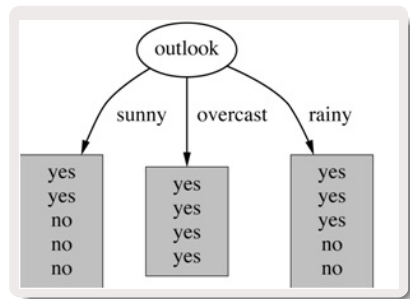 outlook
sunny
overcast
rainy
yes
yes
no
no
no
yes
yes
yes
yes
yes
yes
yes
no
no